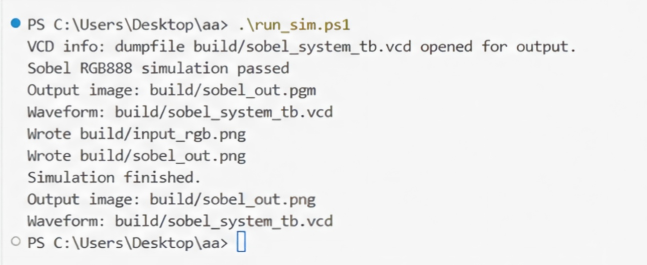 PS C:\Users\Desktop\aa> .\run_sim.ps1
VCD info: dumpfile build/sobel_system_tb.vcd opened for output.
Sobel RGB888 simulation passed
Output image: build/sobel_out.pgm
Waveform: build/sobel_system_tb.vcd
Wrote build/input_rgb.png
Wrote build/sobel_out.png
Simulation finished.
Output image: build/sobel_out.png
Waveform: build/sobel_system_tb.vcd
PS C:\Users\Desktop\aa>